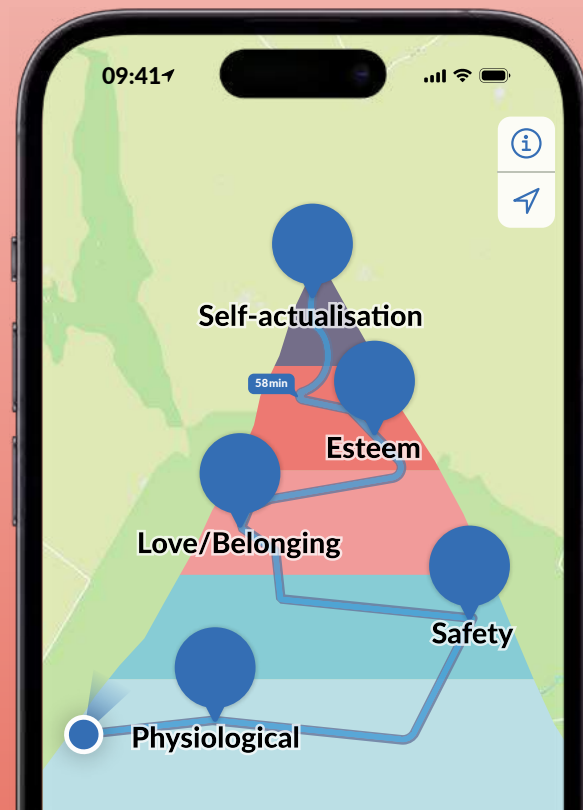 09:41
Self-actualisation
58min
Esteem
Love/Belonging
Safety
Physiological